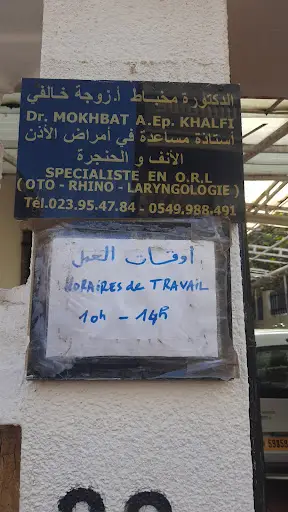 الدكتورة مخباط أ.زوجة خالفي
Dr. MOKHBAT A.Ep. KHALFI
أستاذة مساعدة في أمراض الأذن
الأنف و الحنجرة
SPECIALISTE EN O.R.L
( OTO - RHINO - LARYNGOLOGIE )
Tél.023.95.47.84 - 0549.988.491
أوقات العمل
HORAIRES de TRAVAIL
10h - 14h